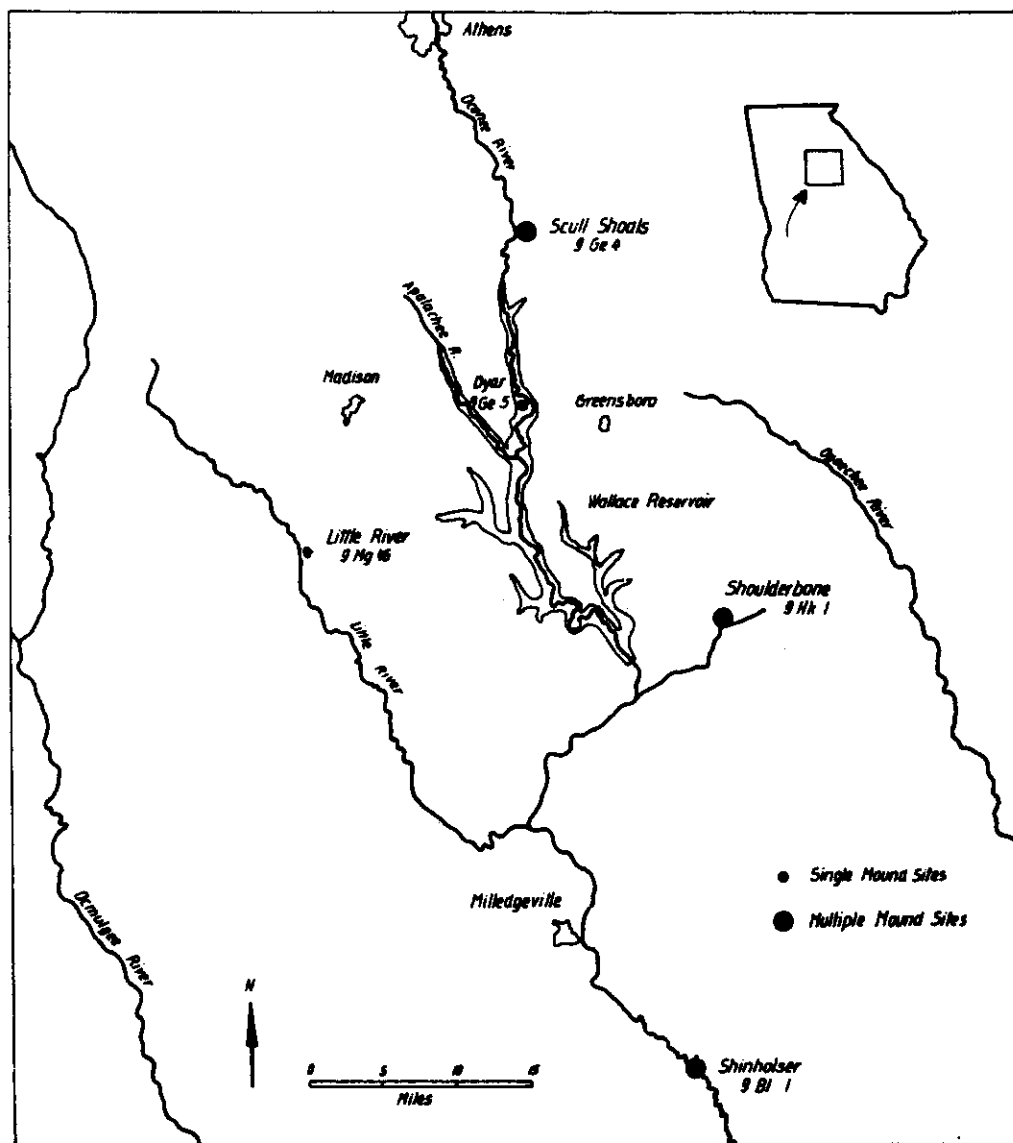 Athens
Oconee River
Scull Shoals
9 Ge 4
Apalachee R.
Madison
Dyar
9 Ge 5
Greensboro
Ogeechee River
Wallace Reservoir
Little River
9 Mg 46
Shoulderbone
9 Hk 1
Little River
Single Mound Sites
Milledgeville
Multiple Mound Sites
Ocmulgee River
N
Shinholser
9 Bl 1
0 5 10 15
Miles